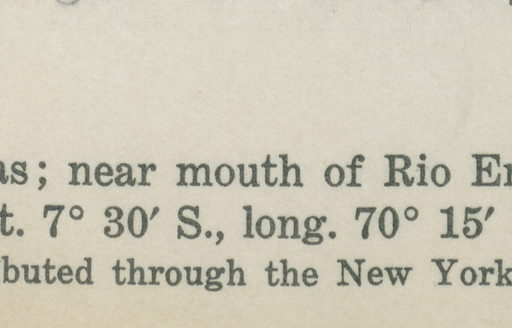 as; near mouth of Rio
t. 7° 30′ S., long. 70° 15′
buted through the New York